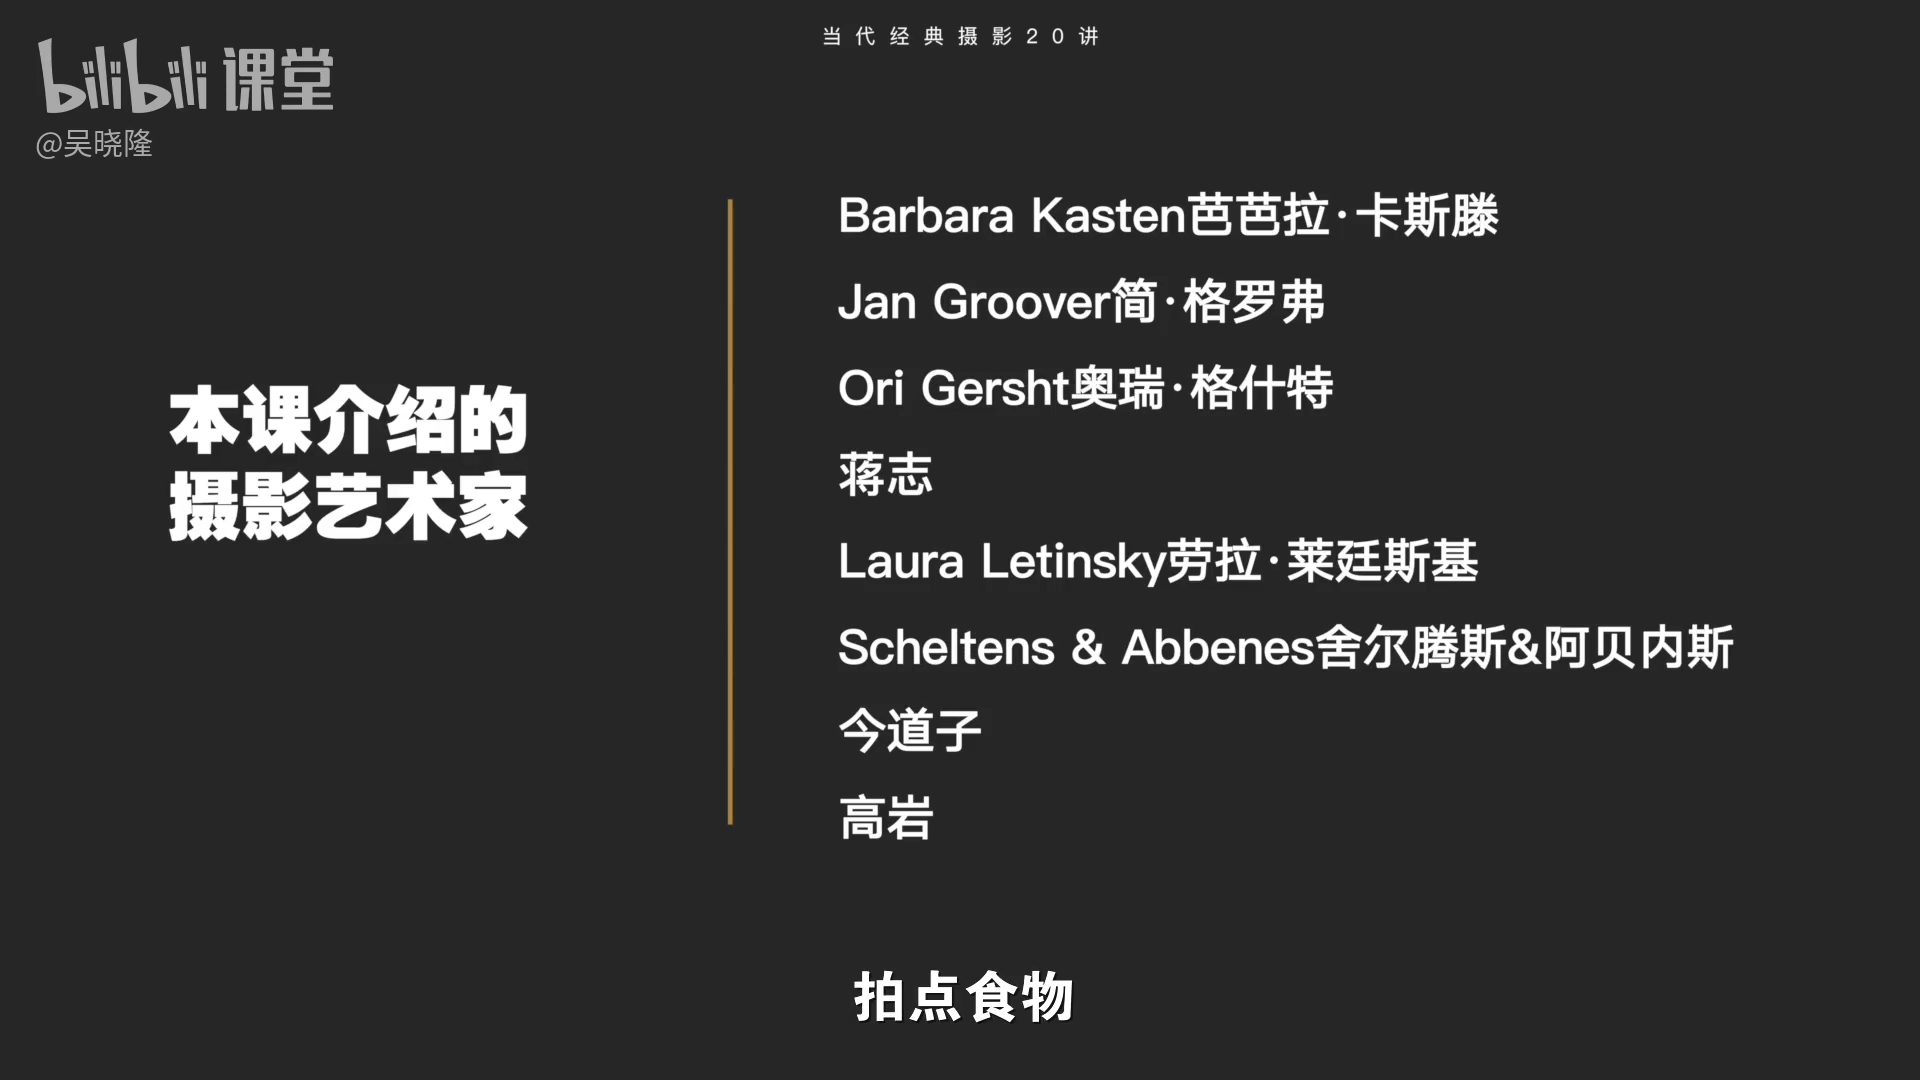 当代经典摄影20讲
bilibili课堂
@吴晓隆
本课介绍的
摄影艺术家
Barbara Kasten芭芭拉·卡斯滕
Jan Groover简·格罗弗
Ori Gersht奥瑞·格什特
蒋志
Laura Letinsky劳拉·莱廷斯基
Scheltens & Abbenes舍尔腾斯&阿贝内斯
今道子
高岩
拍点食物